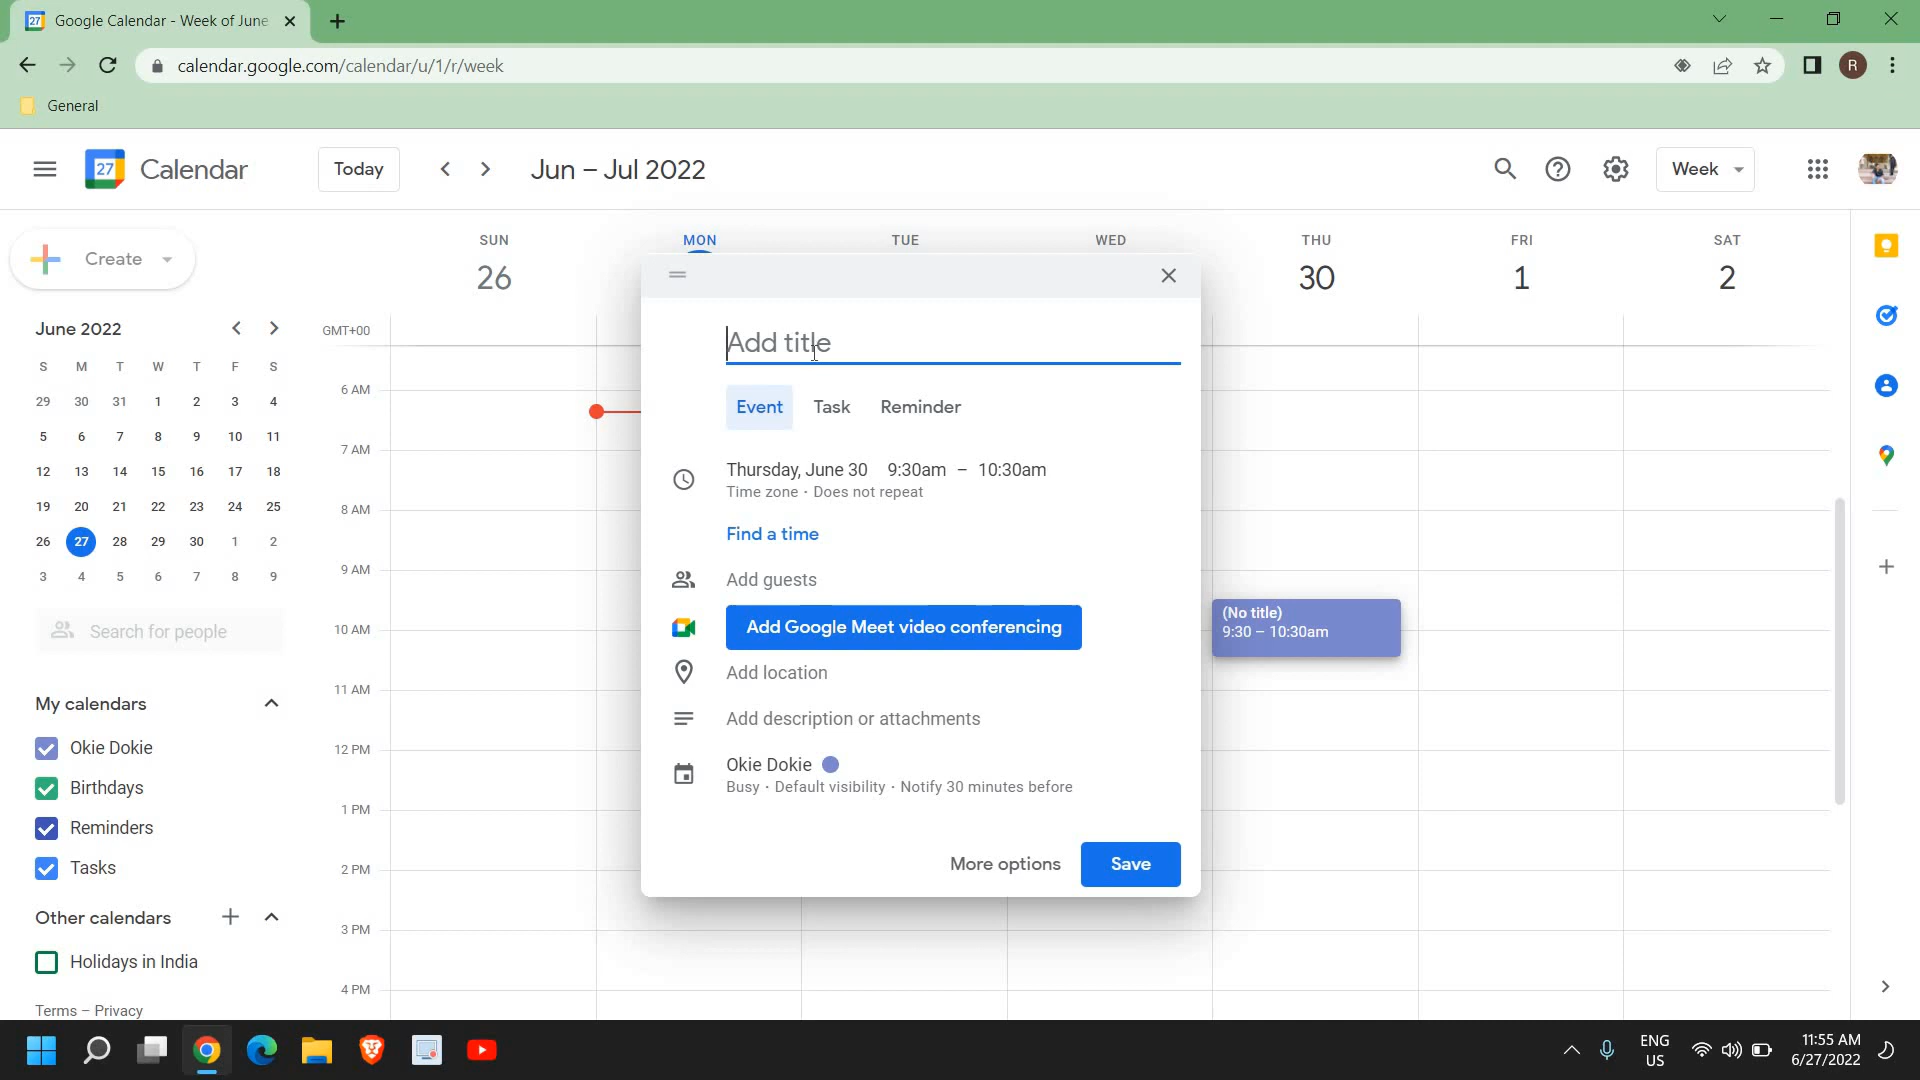 Google Calendar - Week of June
calendar.google.com/calendar/u/1/r/week
R
General
27
Calendar
Today
Jun – Jul 2022
Week
Create
SUN MON TUE WED THU FRI SAT
26 30 1 2
GMT+00
June 2022
S M T W T F S
29 30 31 1 2 3 4
5 6 7 8 9 10 11
12 13 14 15 16 17 18
19 20 21 22 23 24 25
26 27 28 29 30 1 2
3 4 5 6 7 8 9
Search for people
My calendars
Okie Dokie
Birthdays
Reminders
Tasks
Other calendars
Holidays in India
Terms – Privacy
6 AM
7 AM
8 AM
9 AM
10 AM
11 AM
12 PM
1 PM
2 PM
3 PM
4 PM
Add title
Event Task Reminder
Thursday, June 30 9:30am – 10:30am
Time zone · Does not repeat
Find a time
Add guests
Add Google Meet video conferencing
Add location
Add description or attachments
Okie Dokie
Busy · Default visibility · Notify 30 minutes before
More options Save
(No title)
9:30 – 10:30am
ENG
US
11:55 AM
6/27/2022